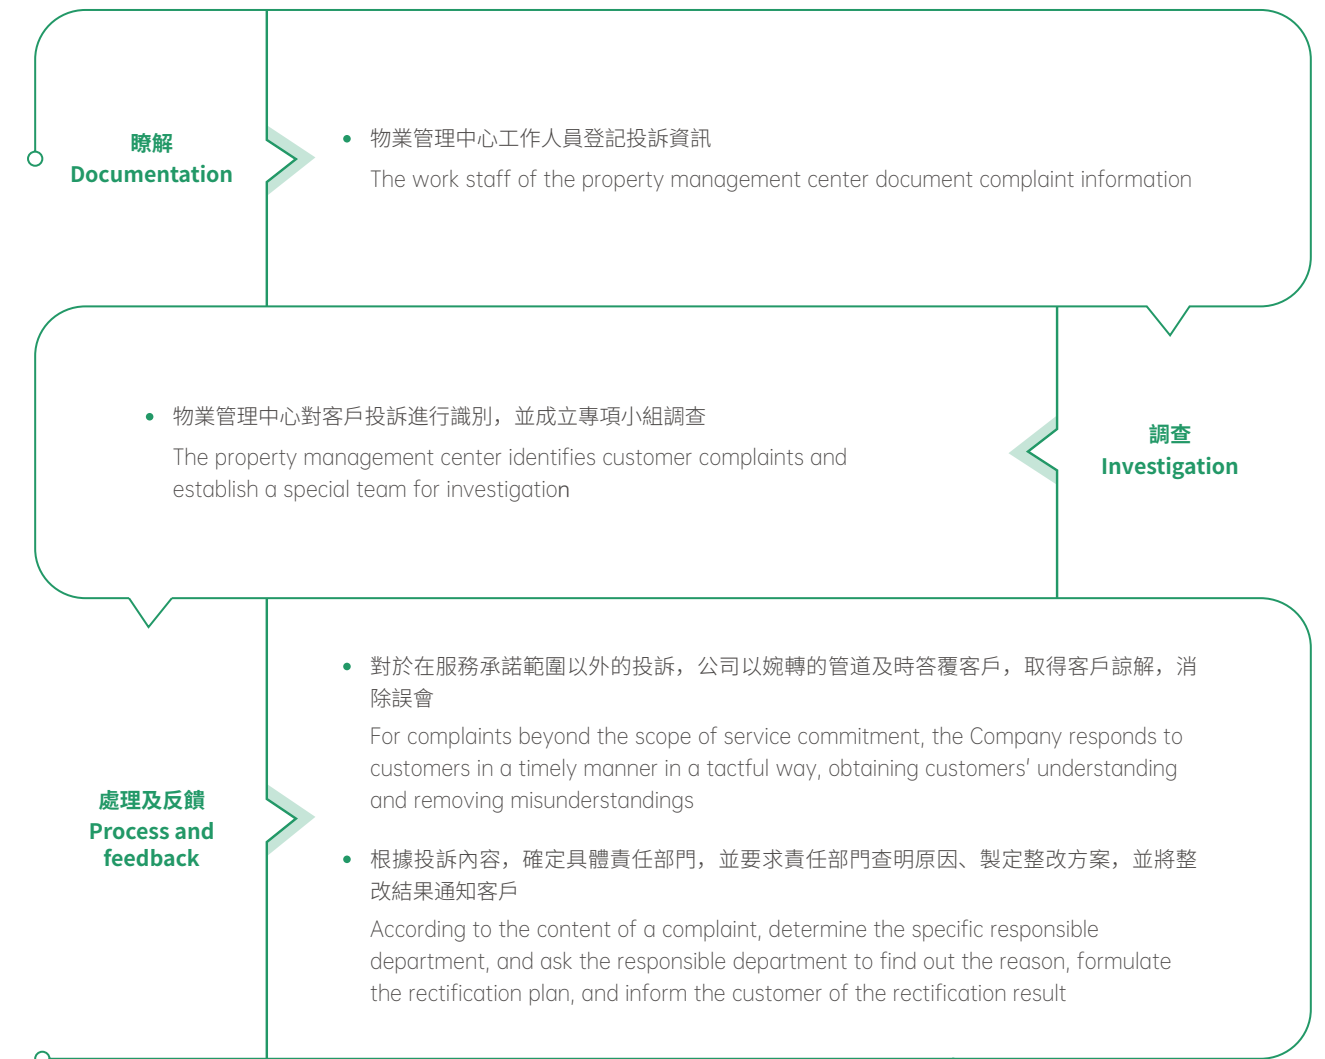 瞭解
Documentation
物業管理中心工作人員登記投訴資訊
The work staff of the property management center document complaint information
物業管理中心對客戶投訴進行識別，並成立專項小組調查
The property management center identifies customer complaints and
establish a special team for investigation
調查
Investigation
處理及反饋
Process and
feedback
對於在服務承諾範圍以外的投訴，公司以婉轉的管道及時答覆客戶，取得客戶諒解，消
除誤會
For complaints beyond the scope of service commitment, the Company responds to
customers in a timely manner in a tactful way, obtaining customers’ understanding
and removing misunderstandings
根據投訴內容，確定具體責任部門，並要求責任部門查明原因、製定整改方案，並將整
改結果通知客戶
According to the content of a complaint, determine the specific responsible
department, and ask the responsible department to find out the reason, formulate
the rectification plan, and inform the customer of the rectification result